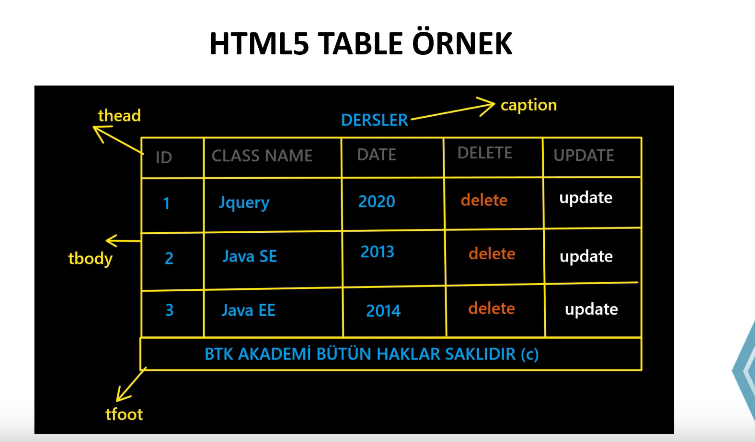 HTML5 TABLE ÖRNEK
thead
DERSLER
caption
ID CLASS NAME DATE DELETE UPDATE
1 Jquery 2020 delete update
tbody
2 Java SE 2013 delete update
3 Java EE 2014 delete update
BTK AKADEMİ BÜTÜN HAKLAR SAKLIDIR (c)
tfoot